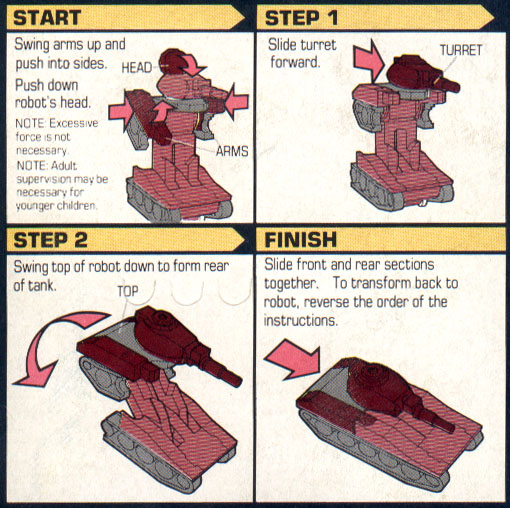 START
Swing arms up and
push into sides.
Push down
robot's head.
NOTE: Excessive
force is not
necessary.
NOTE: Adult
supervision may be
necessary for
younger children.
HEAD
ARMS
STEP 1
Slide turret
forward.
TURRET
STEP 2
Swing top of robot down to form rear
of tank.
TOP
FINISH
Slide front and rear sections
together. To transform back to
robot, reverse the order of the
instructions.